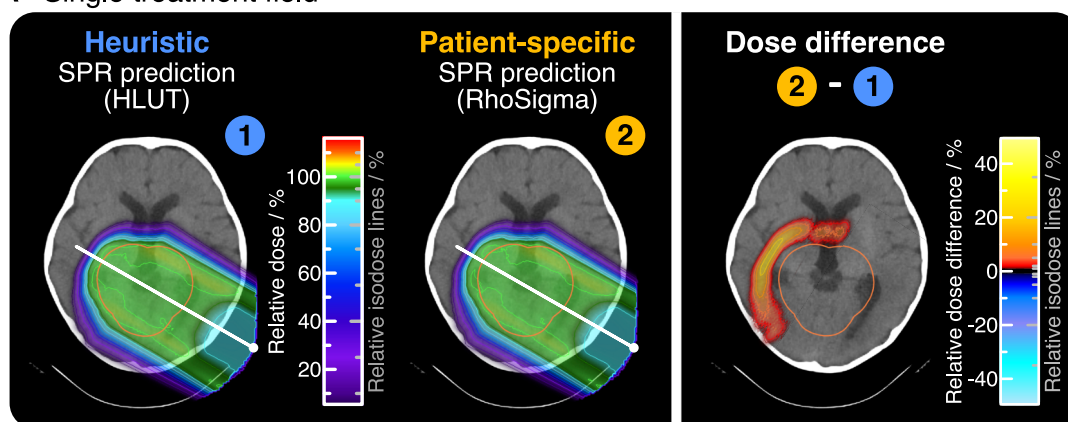 Single treatment field
Heuristic
SPR prediction
(HLUT)
1
Patient-specific
SPR prediction
(RhoSigma)
2
Dose difference
2 - 1
100
80
60
40
20
Relative dose / %
Relative isodose lines / %
40
20
0
-20
-40
Relative dose difference / %
Relative isodose lines / %